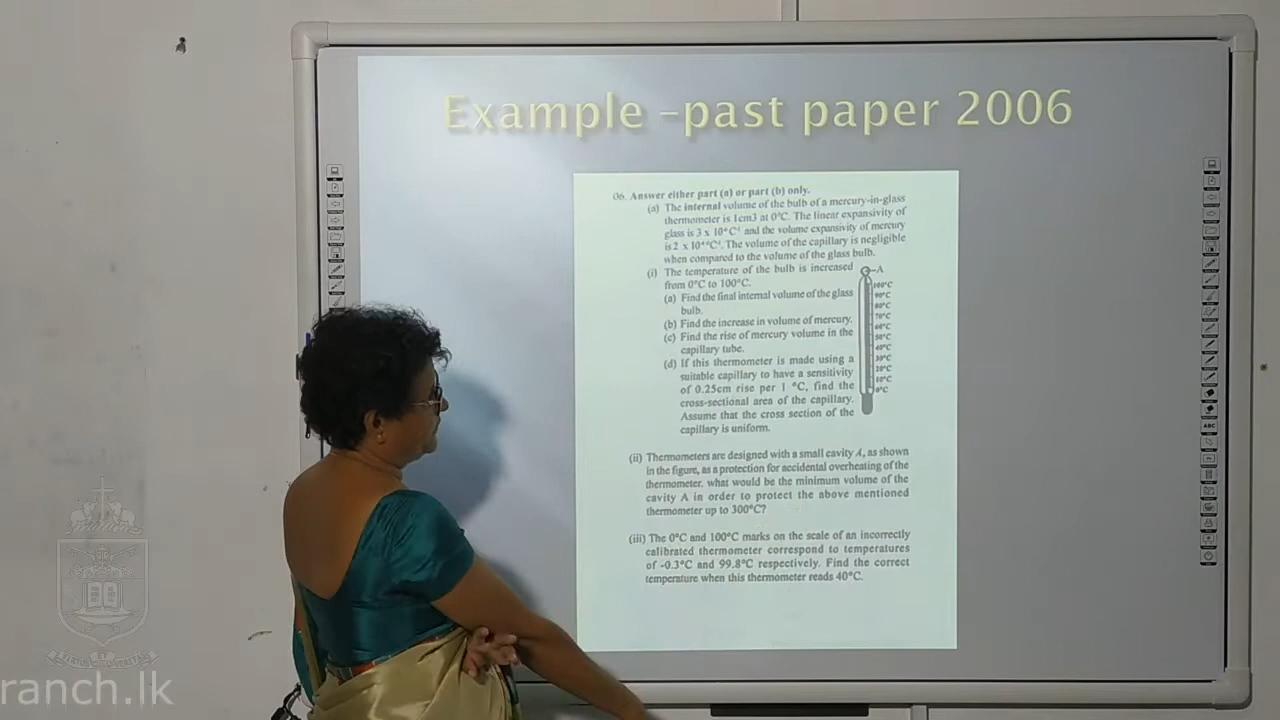 Example –past paper 2006
06. Answer either part (a) or part (b) only.
(a) The internal volume of the bulb of a mercury-in-glass
thermometer is 1cm3 at 0°C. The linear expansivity of
glass is 3 x 10 C and the volume expansivity of mercury
is 2 x 10 °C. The volume of the capillary is negligible
when compared to the volume of the glass bulb.
(i) The temperature of the bulb is increased
from 0°C to 100°C.
(a) Find the final internal volume of the glass
bulb.
(b) Find the increase in volume of mercury.
(c) Find the rise of mercury volume in the
capillary tube.
(d) If this thermometer is made using a
suitable capillary to have a sensitivity
of 0.25cm rise per 1 °C, find the
cross-sectional area of the capillary.
Assume that the cross section of the
capillary is uniform.
A
100°C
90°C
80°C
70°C
60°C
50°C
40°C
30°C
20°C
10°C
0°C
(ii) Thermometers are designed with a small cavity A, as shown
in the figure, as a protection for accidental overheating of the
thermometer. what would be the minimum volume of the
cavity A in order to protect the above mentioned
thermometer up to 300°C?
(iii) The 0°C and 100°C marks on the scale of an incorrectly
calibrated thermometer correspond to temperatures
of -0.3°C and 99.8°C respectively. Find the correct
temperature when this thermometer reads 40°C.
ABC
ranch.lk